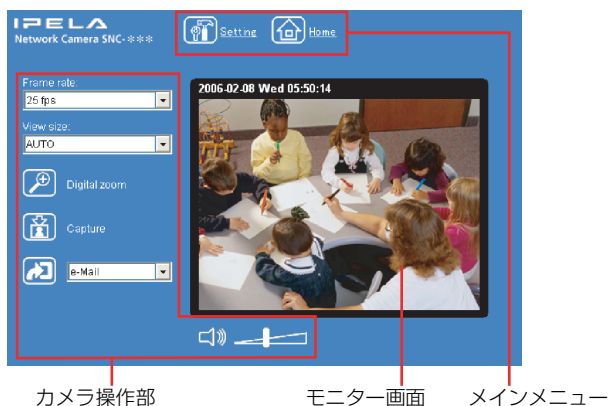 IPELA
Network Camera SNC-***
Setting
Home
Frame rate:
25 fps
View size:
AUTO
Digital zoom
Capture
e-Mail
2006-02-08 Wed 05:50:14
カメラ操作部
モニター画面
メインメニュー